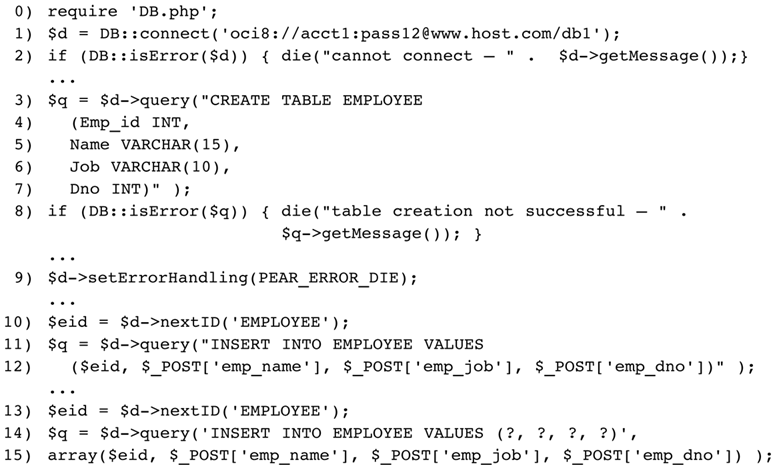 0) require 'DB.php';
1) $d = DB::connect('oci8://acct1:pass12@www.host.com/db1');
2) if (DB::isError($d)) { die("cannot connect – " . $d->getMessage());}
...
3) $q = $d->query("CREATE TABLE EMPLOYEE
4) (Emp_id INT,
5) Name VARCHAR(15),
6) Job VARCHAR(10),
7) Dno INT)" );
8) if (DB::isError($q)) { die("table creation not successful – " .
$q->getMessage()); }
...
9) $d->setErrorHandling(PEAR_ERROR_DIE);
...
10) $eid = $d->nextID('EMPLOYEE');
11) $q = $d->query("INSERT INTO EMPLOYEE VALUES
12) ($eid, $_POST['emp_name'], $_POST['emp_job'], $_POST['emp_dno'])" );
...
13) $eid = $d->nextID('EMPLOYEE');
14) $q = $d->query('INSERT INTO EMPLOYEE VALUES (?, ?, ?, ?)',
15) array($eid, $_POST['emp_name'], $_POST['emp_job'], $_POST['emp_dno']) );